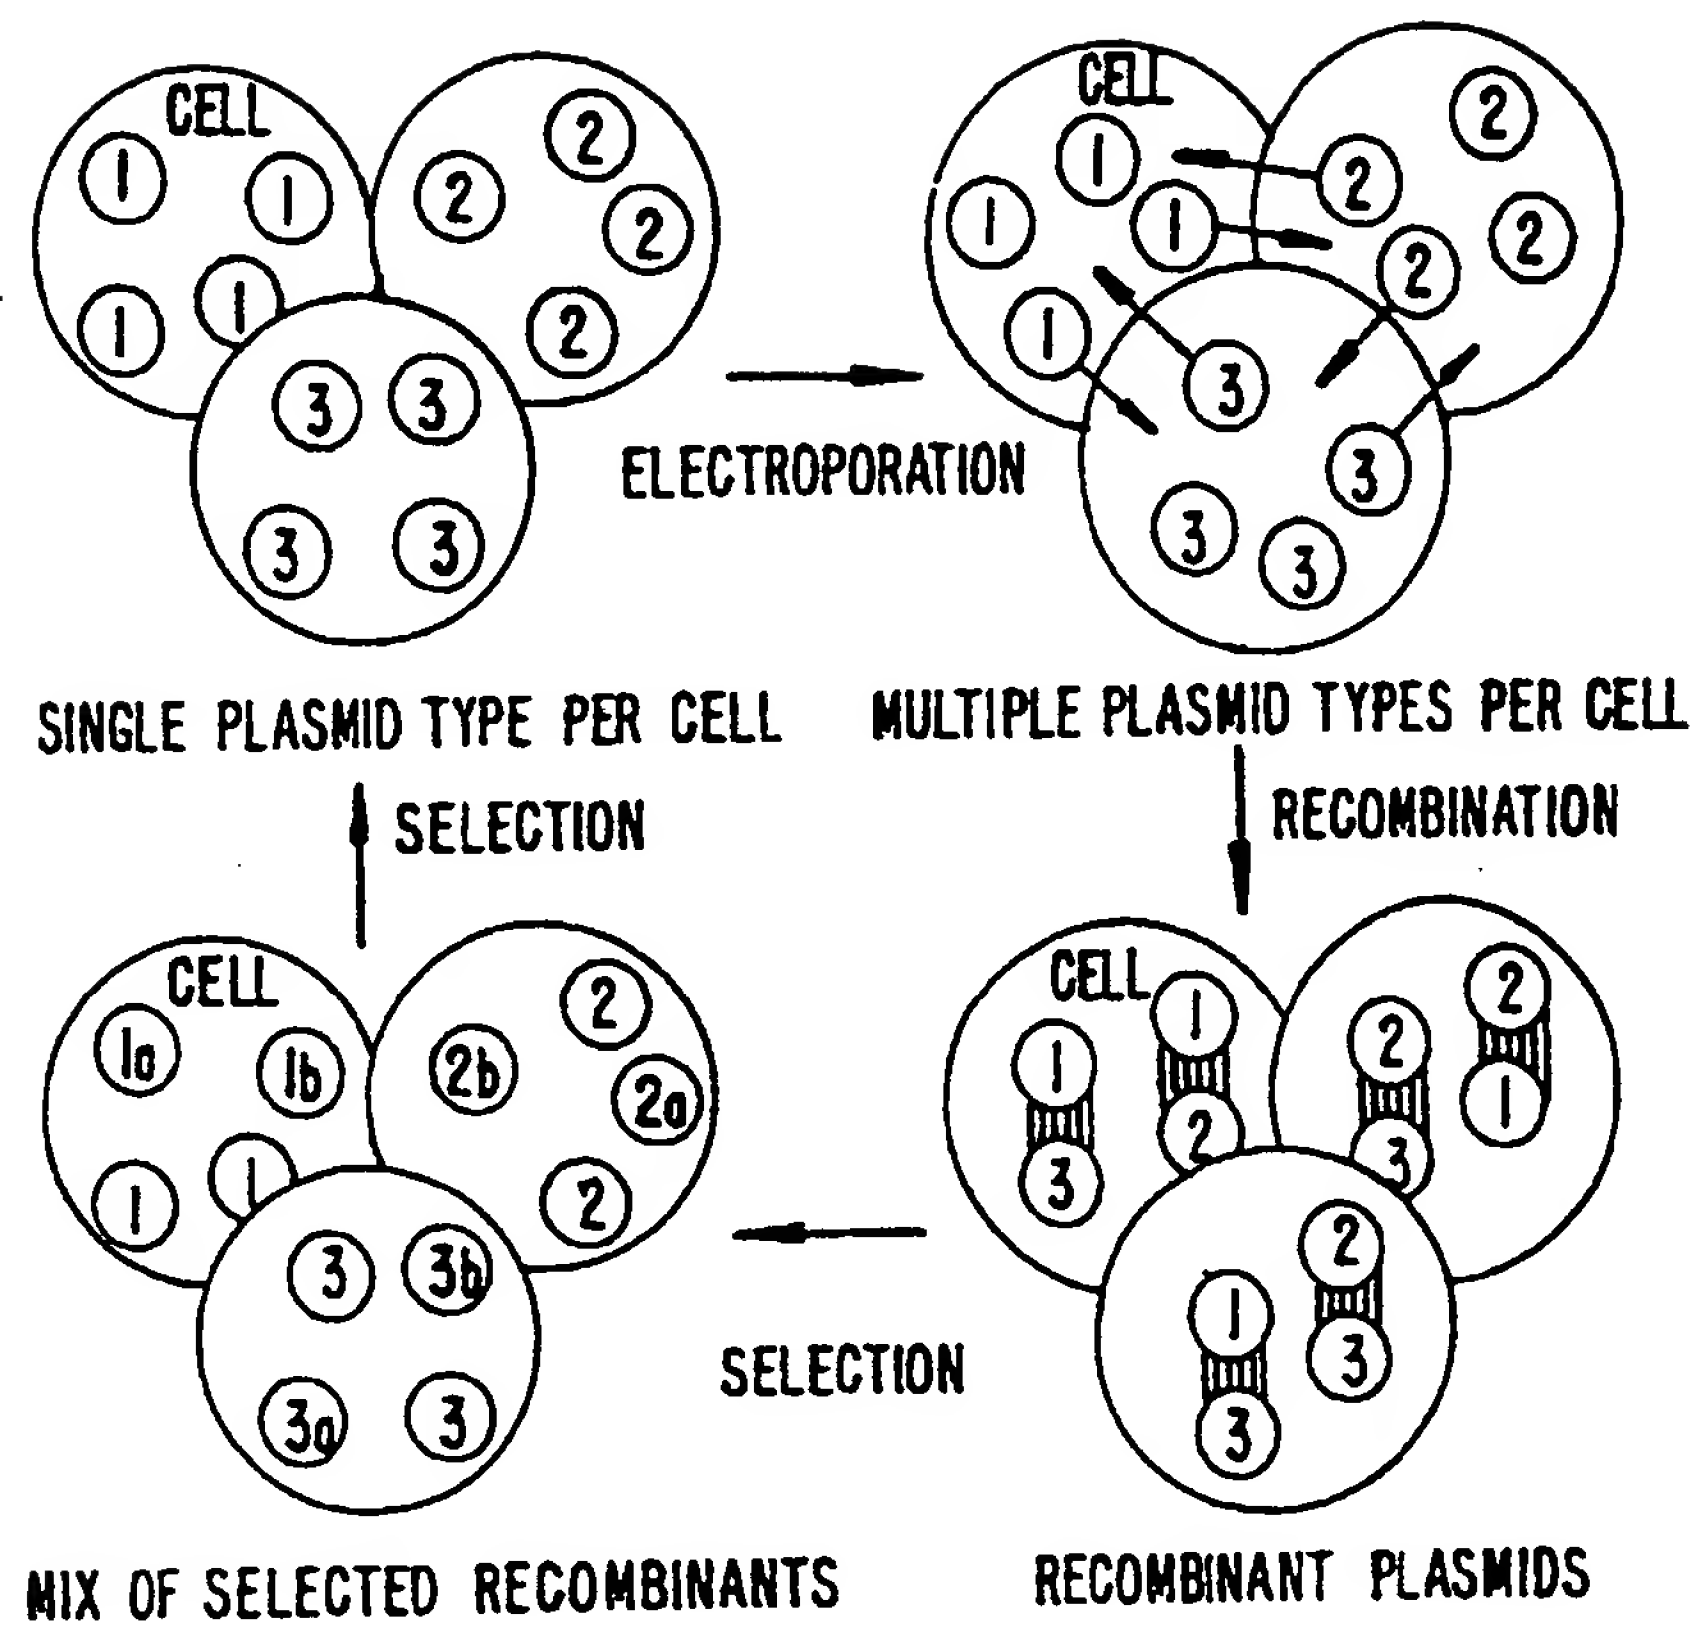 CELL
1
1
1
1
2
2
2
2
3
3
3
3
ELECTROPORATION
CELL
1
1
1
1
2
2
2
2
3
3
3
3
SINGLE PLASMID TYPE PER CELL
MULTIPLE PLASMID TYPES PER CELL
SELECTION
RECOMBINATION
CELL
1a
1b
1
1
2
2b
2a
2
3
3b
3a
3
SELECTION
CELL
1
3
1
2
2
3
2
1
1
3
2
3
MIX OF SELECTED RECOMBINANTS
RECOMBINANT PLASMIDS